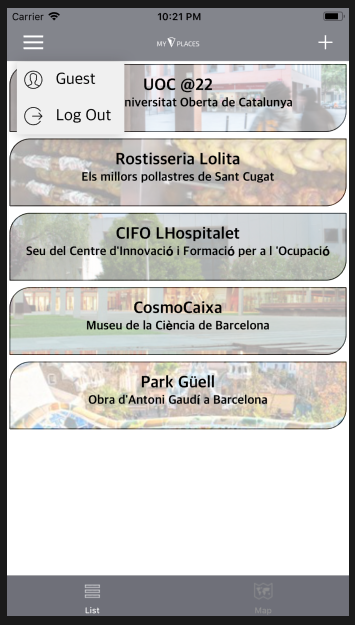 Carrier 10:21 PM
MY PLACES
Guest
Log Out
UOC @22
niversitat Oberta de Catalunya
Rostisseria Lolita
Els millors pollastres de Sant Cugat
CIFO LHospitalet
Seu del Centre d'Innovació i Formació per a l 'Ocupació
CosmoCaixa
Museu de la Ciència de Barcelona
Park Güell
Obra d'Antoni Gaudí a Barcelona
List
Map